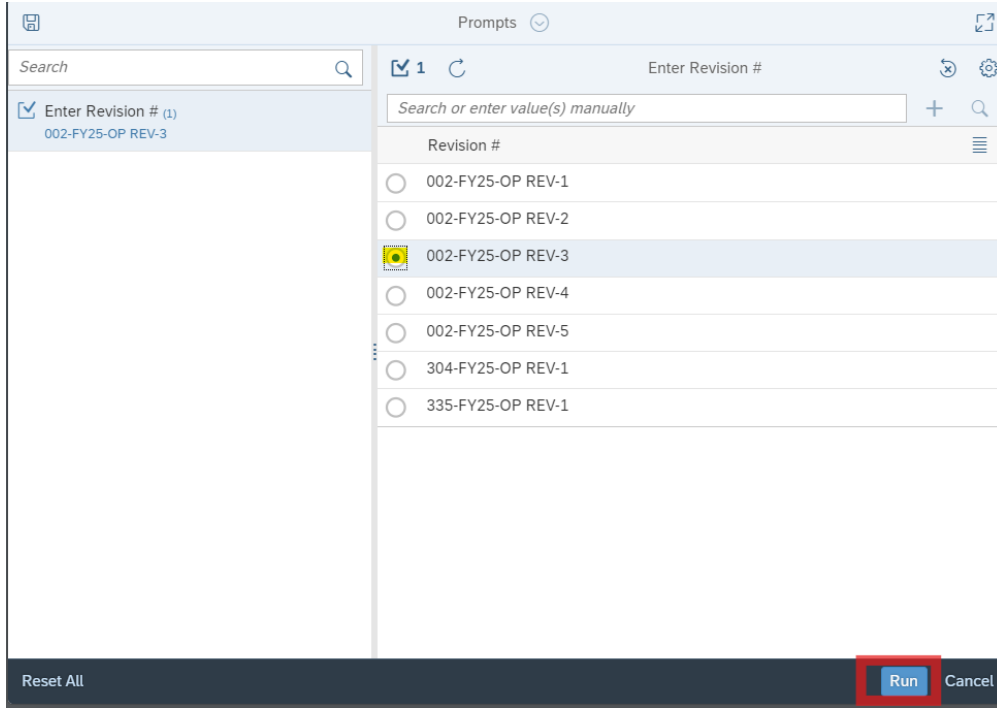 Prompts
Search
Enter Revision # (1)
002-FY25-OP REV-3
1
Enter Revision #
Search or enter value(s) manually
Revision #
002-FY25-OP REV-1
002-FY25-OP REV-2
002-FY25-OP REV-3
002-FY25-OP REV-4
002-FY25-OP REV-5
304-FY25-OP REV-1
335-FY25-OP REV-1
Reset All
Run
Cancel